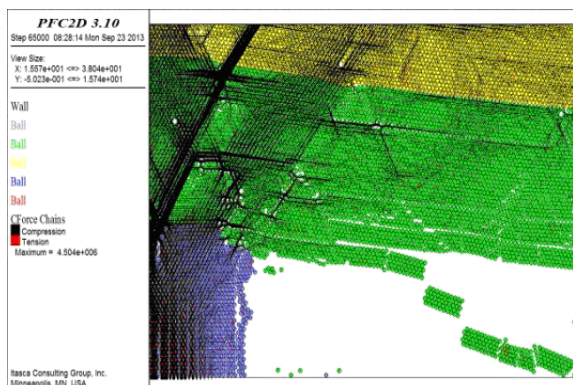 PFC2D 3.10
Step 65000 08:28:14 Mon Sep 23 2013
View Size:
X: 1.557e+001 <=> 3.804e+001
Y: -5.023e-001 <=> 1.574e+001
Wall
Ball
Ball
Ball
Ball
Ball
CForce Chains
Compression
Tension
Maximum = 4.504e+006
Itasca Consulting Group, Inc.
Minneapolis, MN USA